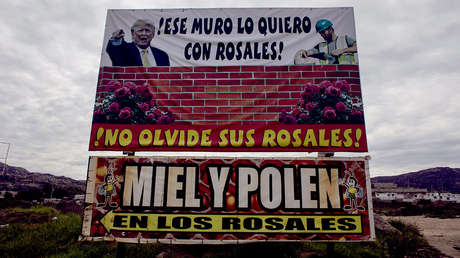 !ESE MURO LO QUIERO
CON ROSALES!
!!NO OLVIDE SUS ROSALES!!
MIEL Y POLEN
EN LOS ROSALES